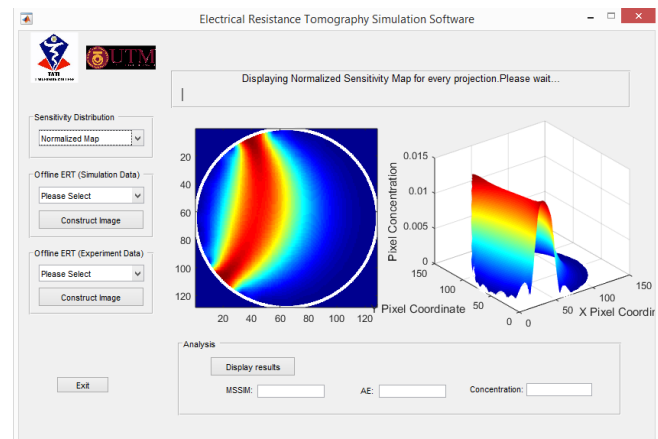 Electrical Resistance Tomography Simulation Software
TATI
UTM
Displaying Normalized Sensitivity Map for every projection.Please wait...
Sensitivity Distribution
Normalized Map
Offline ERT (Simulation Data)
Please Select
Construct Image
Offline ERT (Experiment Data)
Please Select
Construct Image
Exit
20
40
60
80
100
120
20 40 60 80 100 120
Pixel Concentration
0.015
0.01
0.005
0
150
100
50
0
Y Pixel Coordinate
0
50
100
150
X Pixel Coordin
Analysis
Display results
MSSIM:
AE:
Concentration: